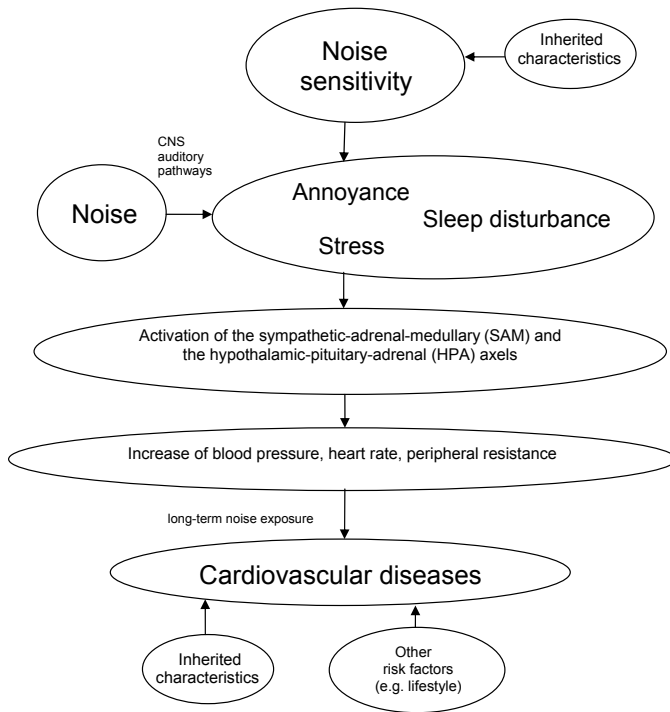 Noise
sensitivity
Inherited
characteristics
CNS
auditory
pathways
Noise
Annoyance
Sleep disturbance
Stress
Activation of the sympathetic-adrenal-medullary (SAM) and
the hypothalamic-pituitary-adrenal (HPA) axels
Increase of blood pressure, heart rate, peripheral resistance
long-term noise exposure
Cardiovascular diseases
Inherited
characteristics
Other
risk factors
(e.g. lifestyle)